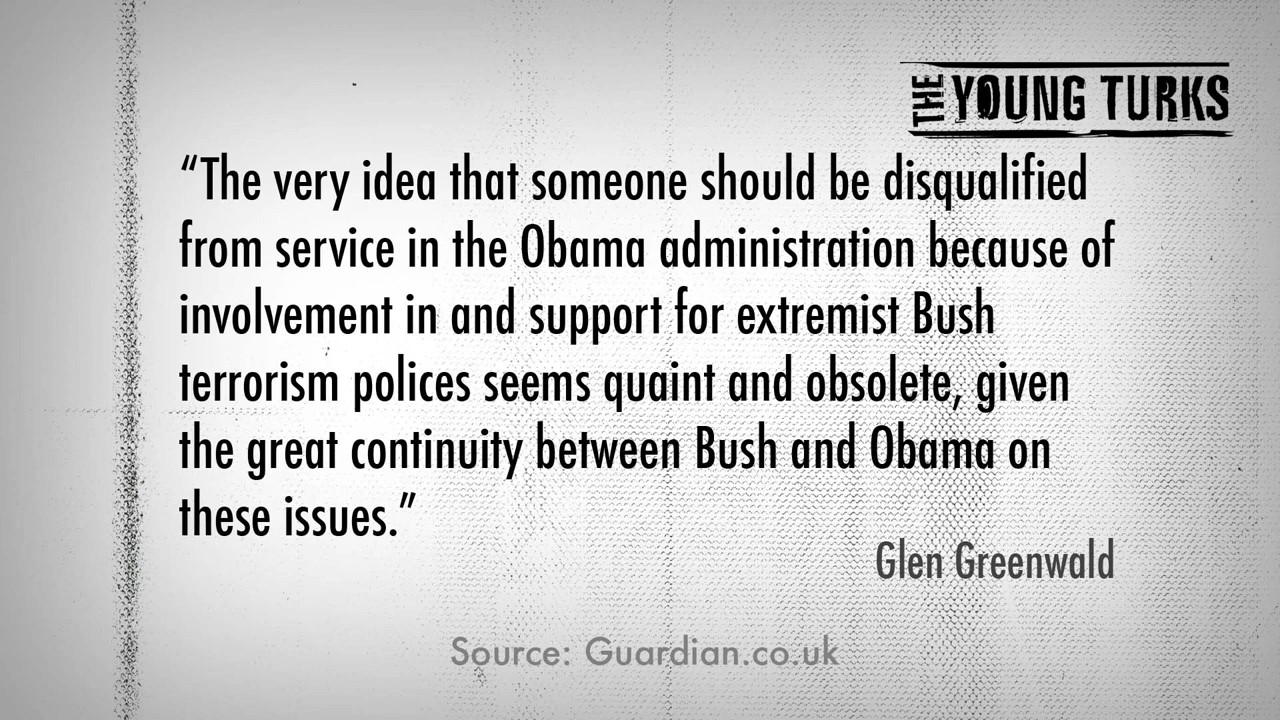 THE YOUNG TURKS
“The very idea that someone should be disqualified
from service in the Obama administration because of
involvement in and support for extremist Bush
terrorism polices seems quaint and obsolete, given
the great continuity between Bush and Obama on
these issues.”
Glen Greenwald
Source: Guardian.co.uk